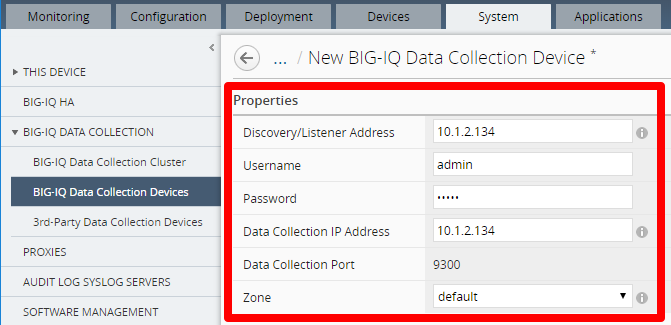 Monitoring Configuration Deployment Devices System Applications
... / New BIG-IQ Data Collection Device *
THIS DEVICE
BIG-IQ HA
BIG-IQ DATA COLLECTION
BIG-IQ Data Collection Cluster
BIG-IQ Data Collection Devices
3rd-Party Data Collection Devices
PROXIES
AUDIT LOG SYSLOG SERVERS
SOFTWARE MANAGEMENT
Properties
Discovery/Listener Address 10.1.2.134
Username admin
Password •••••
Data Collection IP Address 10.1.2.134
Data Collection Port 9300
Zone default